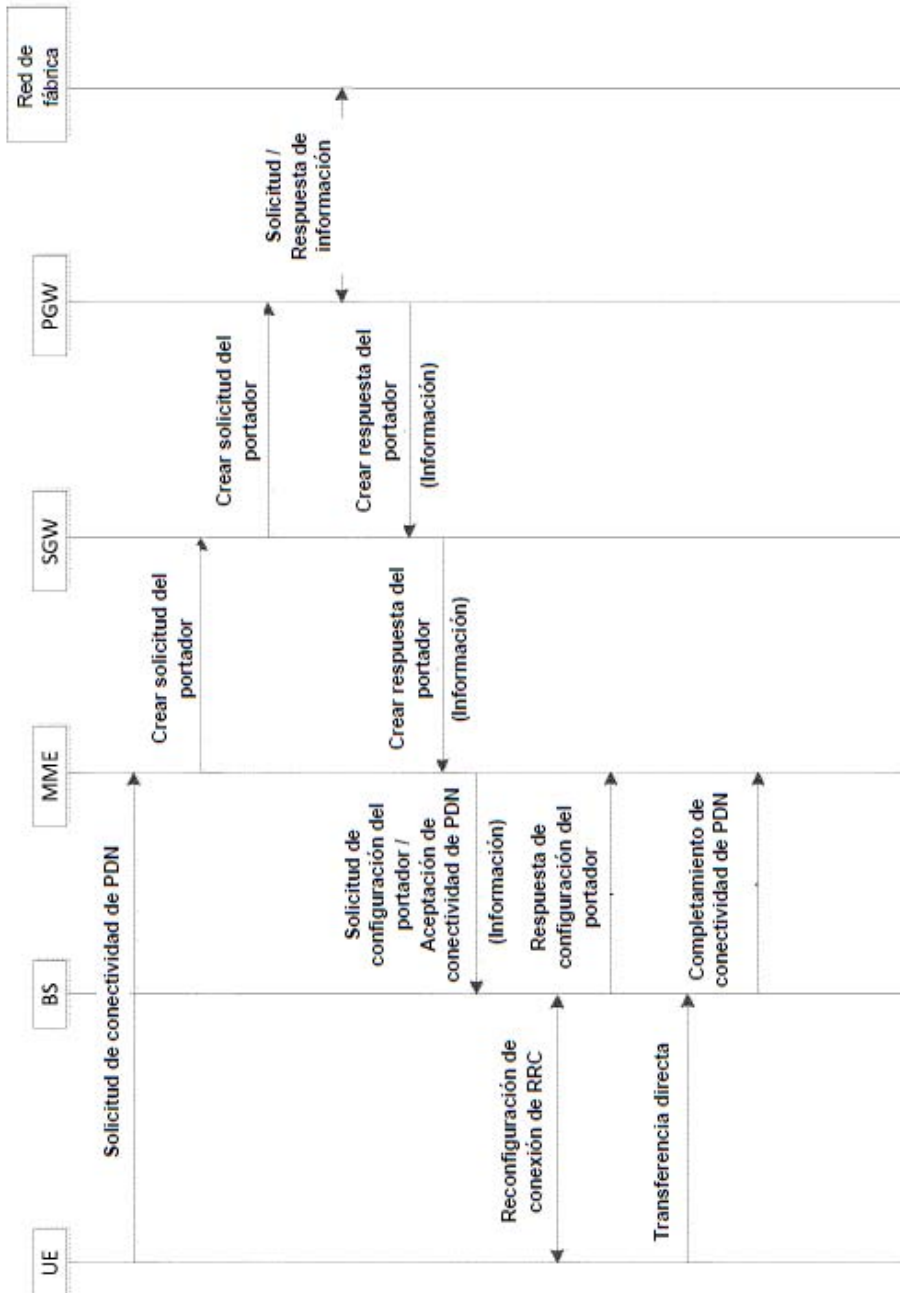 UE
BS
MME
SGW
PGW
Red de
fábrica
Solicitud de conectividad de PDN
Crear solicitud del
portador
Crear solicitud del
portador
Solicitud /
Respuesta de
información
Crear respuesta del
portador
(Información)
Crear respuesta del
portador
(Información)
Solicitud de
configuración del
portador /
Aceptación de
conectividad de PDN
(Información)
Reconfiguración de
conexión de RRC
Respuesta de
configuración del
portador
Transferencia directa
Completamiento de
conectividad de PDN